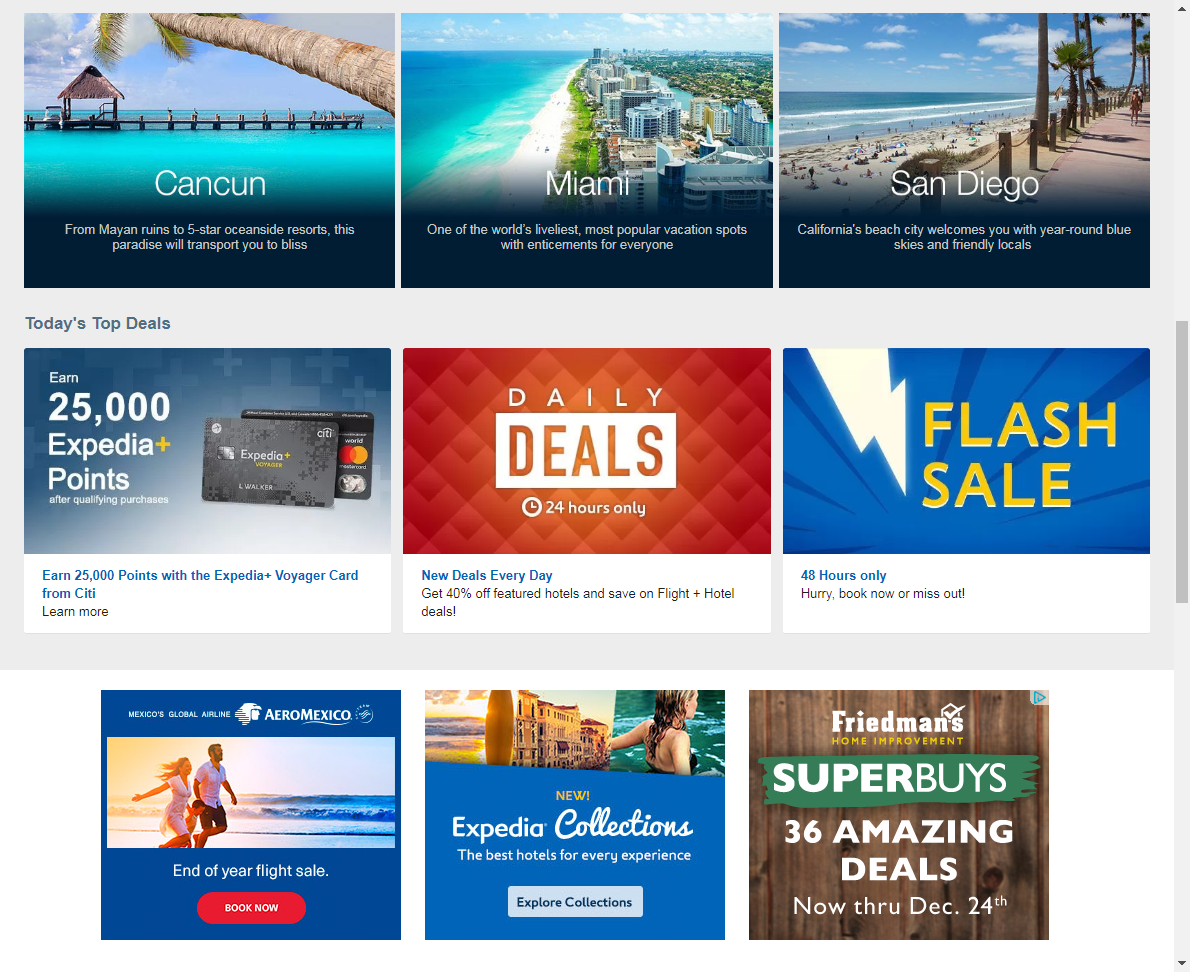 Cancun
From Mayan ruins to 5-star oceanside resorts, this
paradise will transport you to bliss
Miami
One of the world's liveliest, most popular vacation spots
with enticements for everyone
San Diego
California's beach city welcomes you with year-round blue
skies and friendly locals
Today's Top Deals
Earn
25,000
Expedia+
Points
after qualifying purchases
citi
Expedia+
VOYAGER
L WALKER
world
mastercard
Earn 25,000 Points with the Expedia+ Voyager Card
from Citi
Learn more
DAILY
DEALS
24 hours only
New Deals Every Day
Get 40% off featured hotels and save on Flight + Hotel
deals!
FLASH
SALE
48 Hours only
Hurry, book now or miss out!
MEXICO'S GLOBAL AIRLINE AEROMEXICO.
End of year flight sale.
BOOK NOW
NEW!
Expedia Collections
The best hotels for every experience
Explore Collections
Friedman's
HOME IMPROVEMENT
SUPERBUYS
36 AMAZING
DEALS
Now thru Dec. 24th